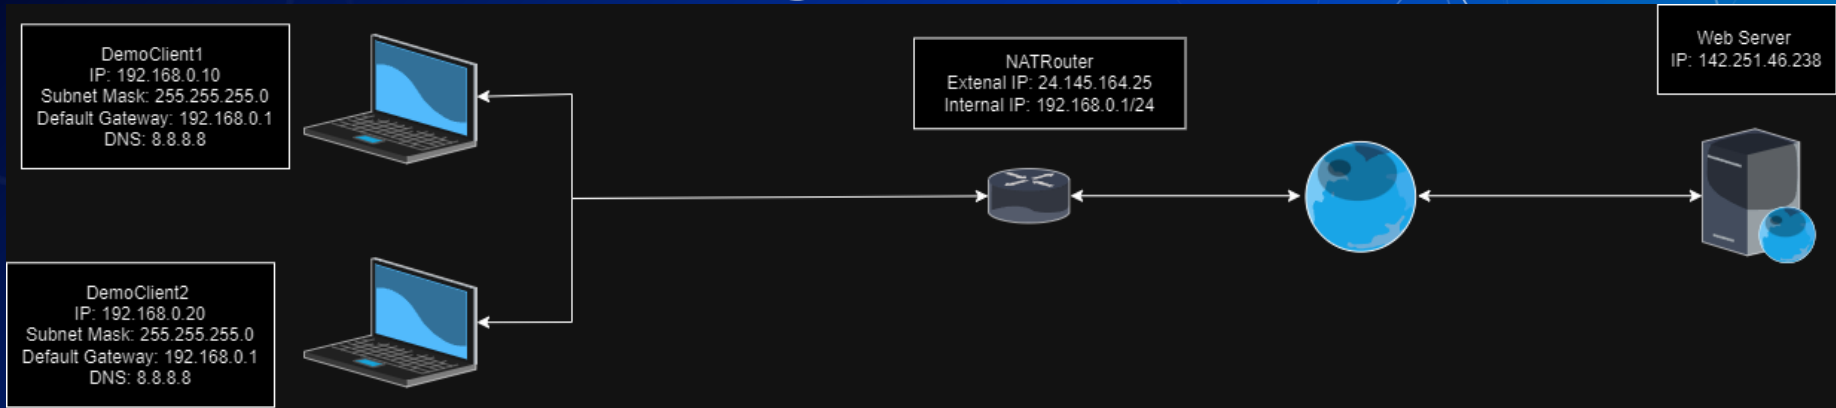 DemoClient1
IP: 192.168.0.10
Subnet Mask: 255.255.255.0
Default Gateway: 192.168.0.1
DNS: 8.8.8.8
DemoClient2
IP: 192.168.0.20
Subnet Mask: 255.255.255.0
Default Gateway: 192.168.0.1
DNS: 8.8.8.8
NATRouter
Extenal IP: 24.145.164.25
Internal IP: 192.168.0.1/24
Web Server
IP: 142.251.46.238